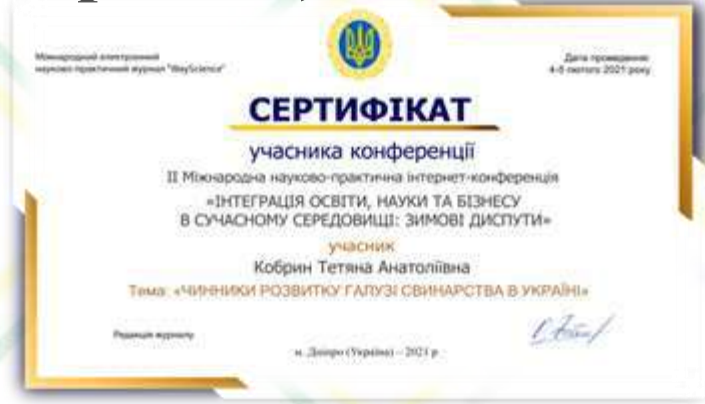 Міжнародний електронний
науково-практичний журнал "WayScience"
Дата проведення:
4-5 лютого 2021 року
СЕРТИФІКАТ
учасника конференції
II Міжнародна науково-практична інтернет-конференція
«ІНТЕГРАЦІЯ ОСВІТИ, НАУКИ ТА БІЗНЕСУ
В СУЧАСНОМУ СЕРЕДОВИЩІ: ЗИМОВІ ДИСПУТИ»
учасник
Кобрин Тетяна Анатоліївна
Тема: «ЧИННИКИ РОЗВИТКУ ГАЛУЗІ СВИНАРСТВА В УКРАЇНІ»
Редакція журналу
м. Дніпро (Україна) – 2021 р